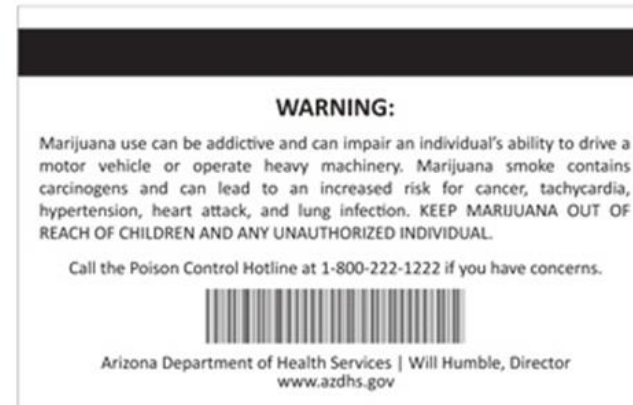 WARNING:
Marijuana use can be addictive and can impair an individual's ability to drive a
motor vehicle or operate heavy machinery. Marijuana smoke contains
carcinogens and can lead to an increased risk for cancer, tachycardia,
hypertension, heart attack, and lung infection. KEEP MARIJUANA OUT OF
REACH OF CHILDREN AND ANY UNAUTHORIZED INDIVIDUAL.
Call the Poison Control Hotline at 1-800-222-1222 if you have concerns.
Arizona Department of Health Services | Will Humble, Director
www.azdhs.gov